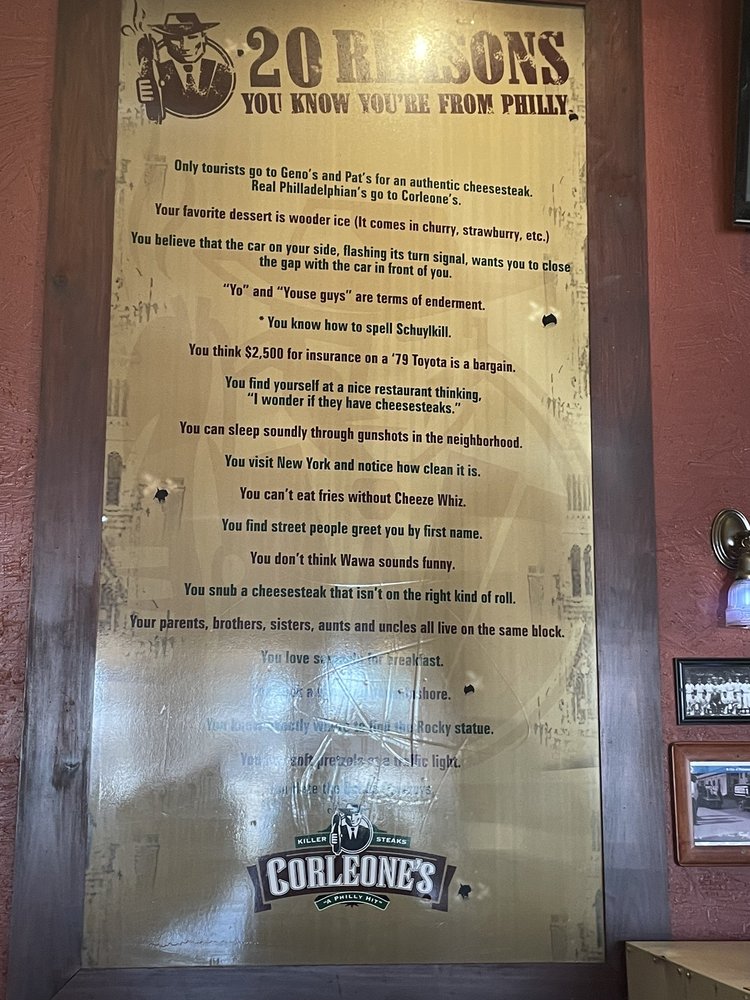 20 REASONS
YOU KNOW YOU'RE FROM PHILLY.
Only tourists go to Geno's and Pat's for an authentic cheesesteak.
Real Philladelphian's go to Corleone's.
Your favorite dessert is wooder ice (It comes in churry, strawburry, etc.)
You believe that the car on your side, flashing its turn signal, wants you to close
the gap with the car in front of you.
"Yo" and "Youse guys" are terms of enderment.
* You know how to spell Schuylkill.
You think $2,500 for insurance on a '79 Toyota is a bargain.
You find yourself at a nice restaurant thinking,
"I wonder if they have cheesesteaks."
You can sleep soundly through gunshots in the neighborhood.
You visit New York and notice how clean it is.
You can't eat fries without Cheeze Whiz.
You find street people greet you by first name.
You don't think Wawa sounds funny.
You snub a cheesesteak that isn't on the right kind of roll.
Your parents, brothers, sisters, aunts and uncles all live on the same block.
You love for breakfast.
You know exactly where to find the Rocky statue.
You soft pretzels at a traffic light.
the
KILLER STEAKS
CORLEONE'S
"A PHILLY HIT"